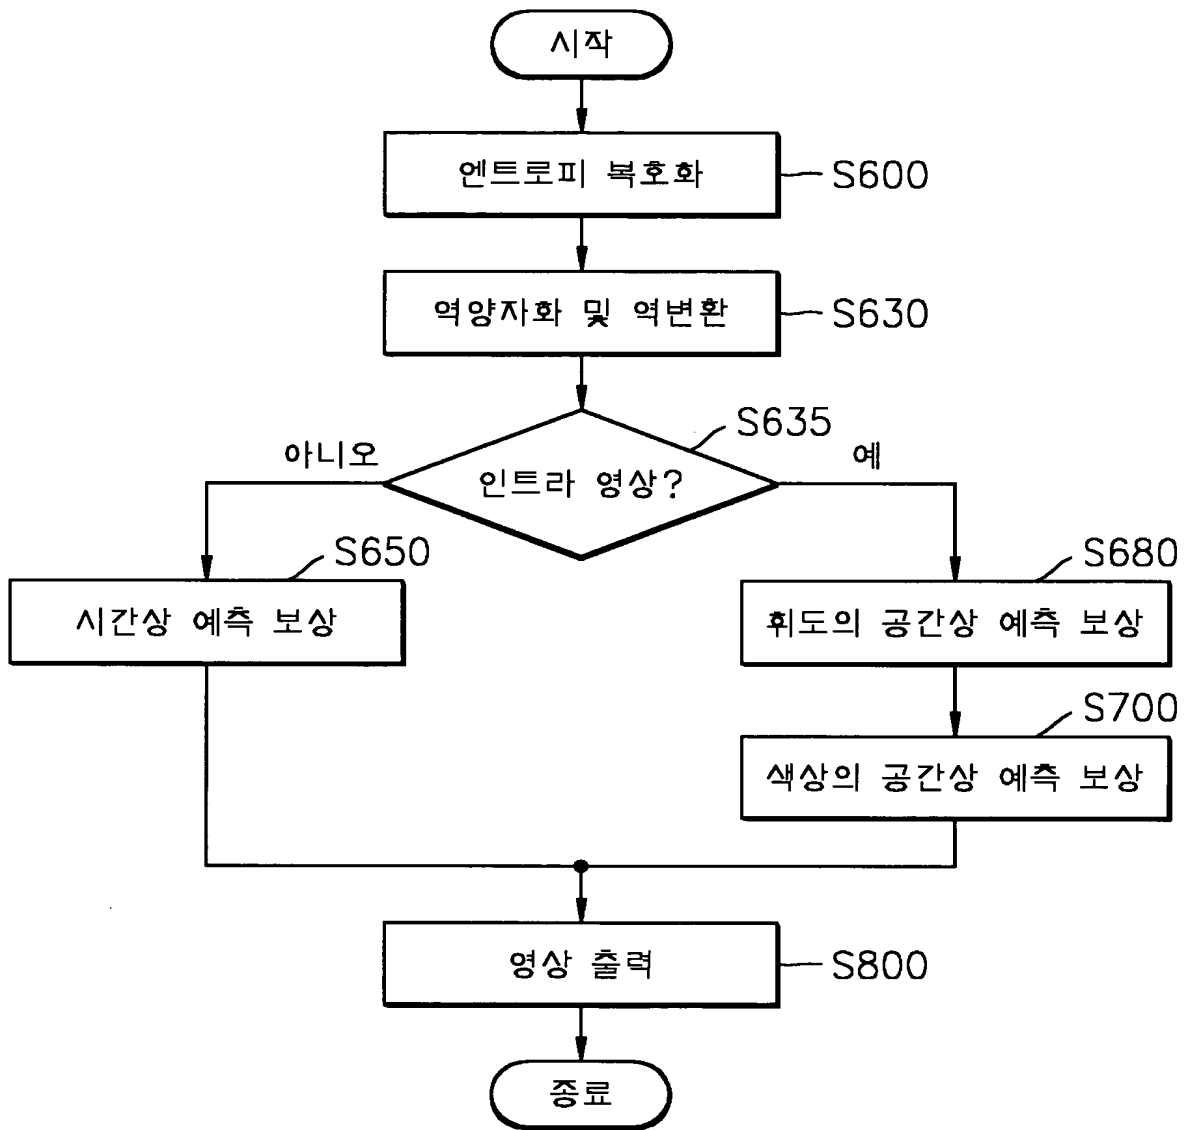 시작
엔트로피 복호화
S600
역양자화 및 역변환
S630
S635
아니오
예
인트라 영상?
S650
S680
시간상 예측 보상
휘도의 공간상 예측 보상
S700
색상의 공간상 예측 보상
영상 출력
S800
종료